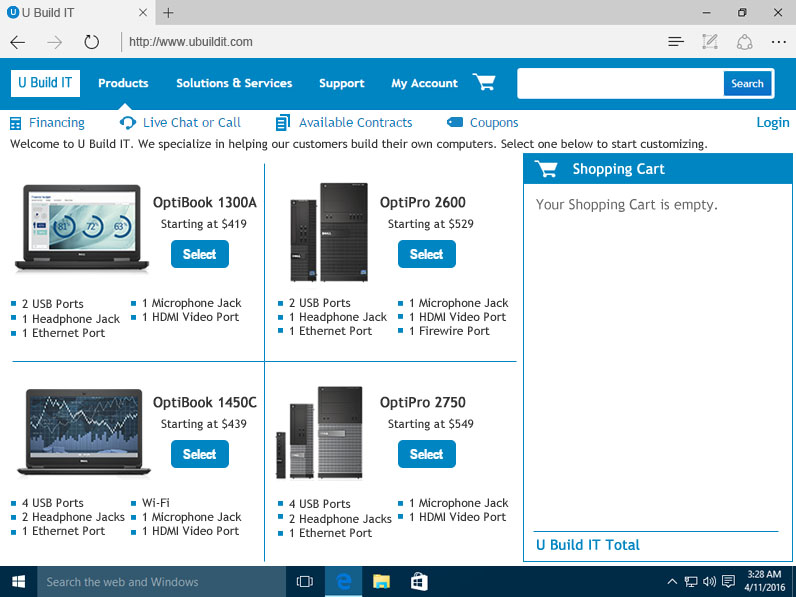 U Build IT
http://www.ubuildit.com
U Build IT
Products
Solutions & Services
Support
My Account
Search
Financing
Live Chat or Call
Available Contracts
Coupons
Login
Welcome to U Build IT. We specialize in helping our customers build their own computers. Select one below to start customizing.
OptiBook 1300A
Starting at $419
Select
2 USB Ports
1 Headphone Jack
1 Ethernet Port
1 Microphone Jack
1 HDMI Video Port
OptiPro 2600
Starting at $529
Select
2 USB Ports
1 Headphone Jack
1 Ethernet Port
1 Microphone Jack
1 HDMI Video Port
1 Firewire Port
OptiBook 1450C
Starting at $439
Select
4 USB Ports
2 Headphone Jacks
1 Ethernet Port
Wi-Fi
1 Microphone Jack
1 HDMI Video Port
OptiPro 2750
Starting at $549
Select
4 USB Ports
2 Headphone Jacks
1 Ethernet Port
1 Microphone Jack
1 HDMI Video Port
Shopping Cart
Your Shopping Cart is empty.
U Build IT Total
Search the web and Windows
3:28 AM
4/11/2016